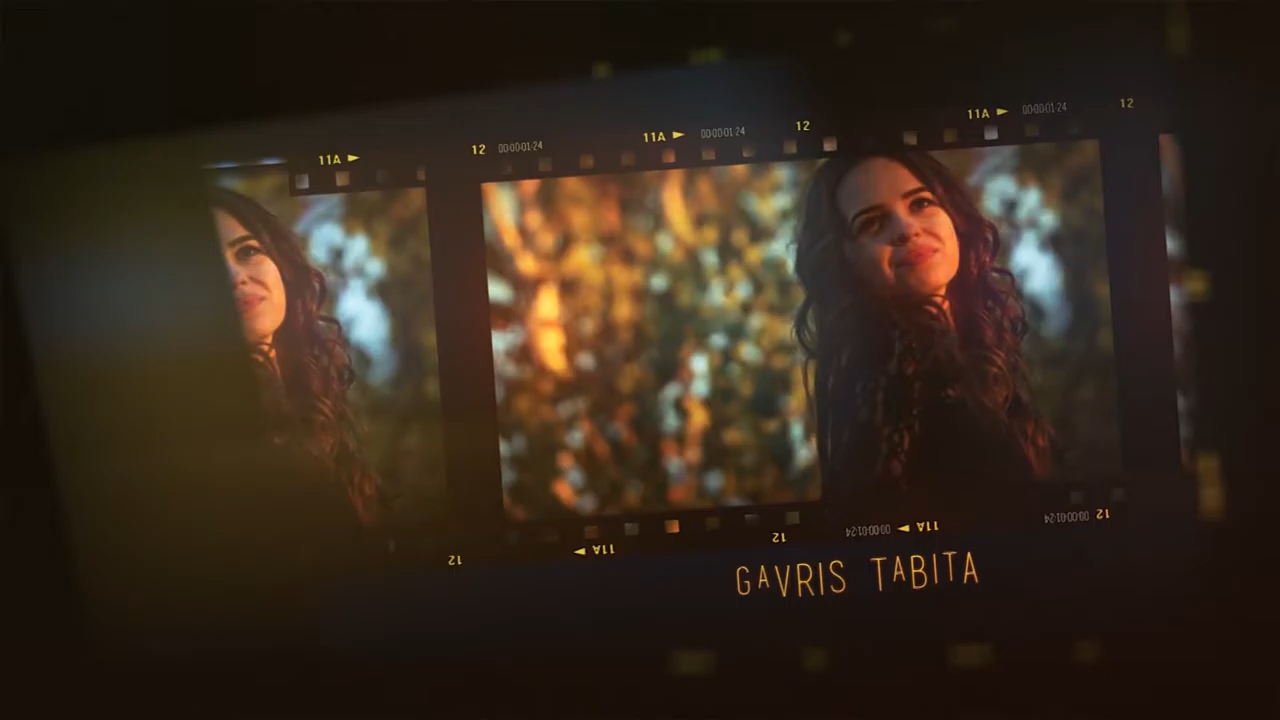 11A ► 12 00:00:01:24 11A ► 00:00:01:24 12 11A ► 00:00:01:24 12
12 ◄ 11A 12 00:00:01:24 ◄ 11A 00:00:01:24 12
GAVRIS TABITA